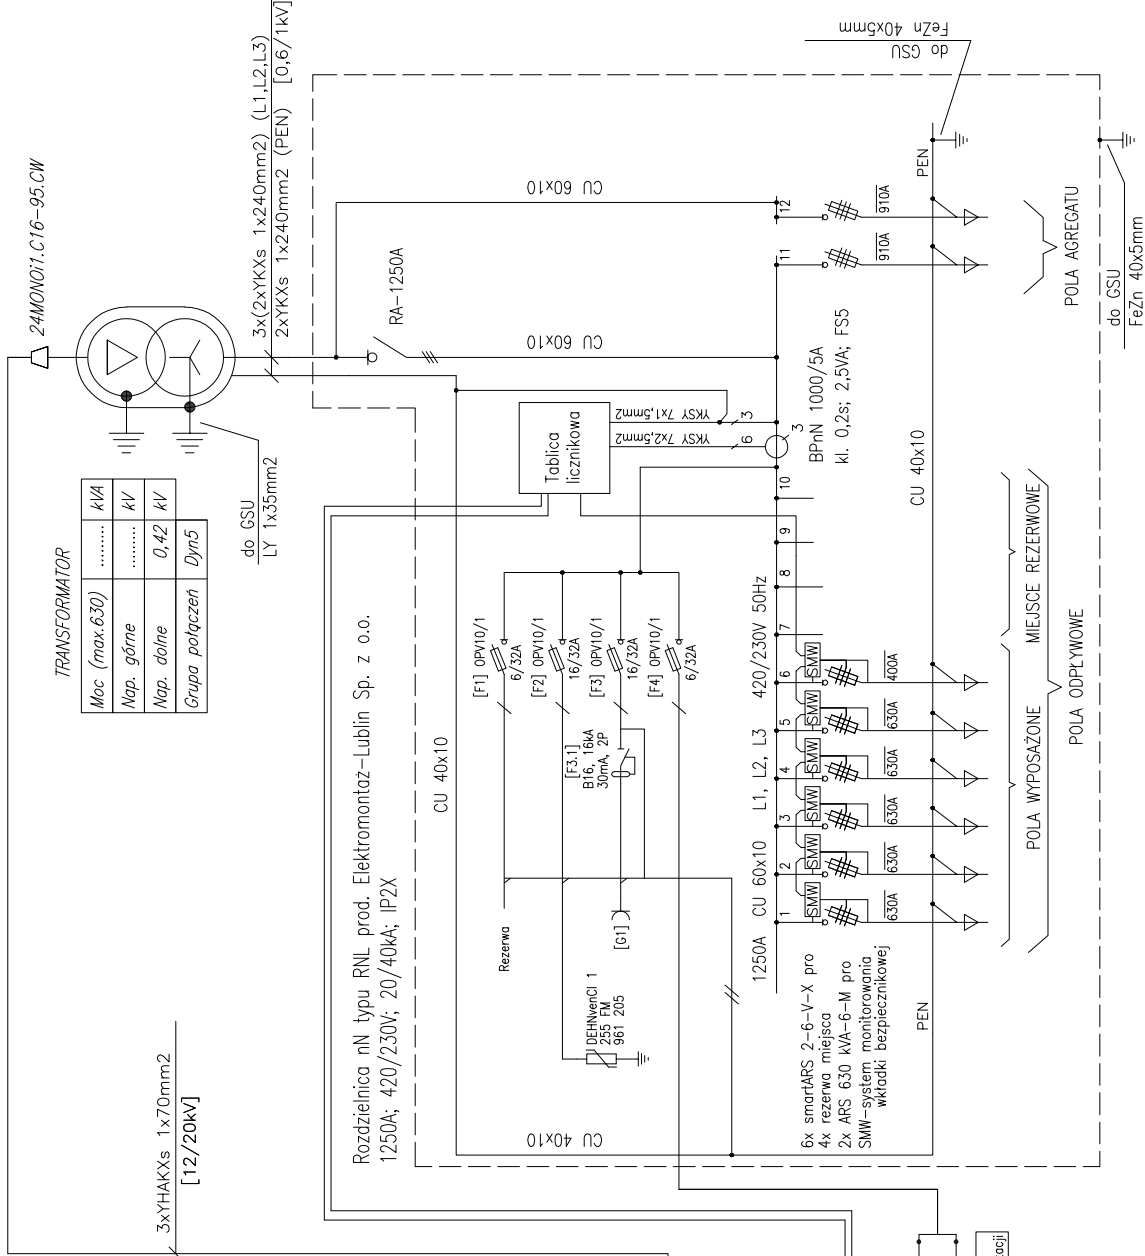 do GSU
FeZn 40x5mm
24MONOi1.C16-95.CW
3x(2xYKXs 1x240mm2) (L1,L2,L3)
2xYKXs 1x240mm2 (PEN) [0,6/1kV]
RA-1250A
CU 60x10
CU 60x10
PEN
12
910A
11
910A
POLA AGREGATU
do GSU
FeZn 40x5mm
TRANSFORMATOR
Moc (max.630) ......... kVA
Nap. górne ......... kV
Nap. dolne 0,42 kV
Grupa połączeń Dyn5
do GSU
LY 1x35mm2
Tablica
licznikowa
YKSY 7x1,5mm2
3
YKSY 7x2,5mm2
6
3
BPnN 1000/5A
kl. 0,2s; 2,5VA; FS5
CU 40x10
Rozdzielnica nN typu RNL prod. Elektromontaż-Lublin Sp. z o.o.
1250A; 420/230V; 20/40kA; IP2X
CU 40x10
[F1] OPV10/1
6/32A
[F2] OPV10/1
16/32A
[F3] OPV10/1
16/32A
[F4] OPV10/1
6/32A
[F3.1]
B16, 16kA
30mA, 2P
Rezerwa
[G1]
DEHNvenCI 1
255 FM
961 205
1250A CU 60x10 L1, L2, L3 420/230V 50Hz
10
9
8
7
6
SMW
400A
5
SMW
630A
4
SMW
630A
3
SMW
630A
2
SMW
630A
1
SMW
630A
MIEJSCE REZERWOWE
POLA WYPOSAŻONE
POLA ODPŁYWOWE
6x smartARS 2-6-V-X pro
4x rezerwa miejsca
2x ARS 630 kVA-6-M pro
SMW-system monitorowania
wkładki bezpiecznikowej
PEN
CU 40x10
3xYHAKXs 1x70mm2
[12/20kV]